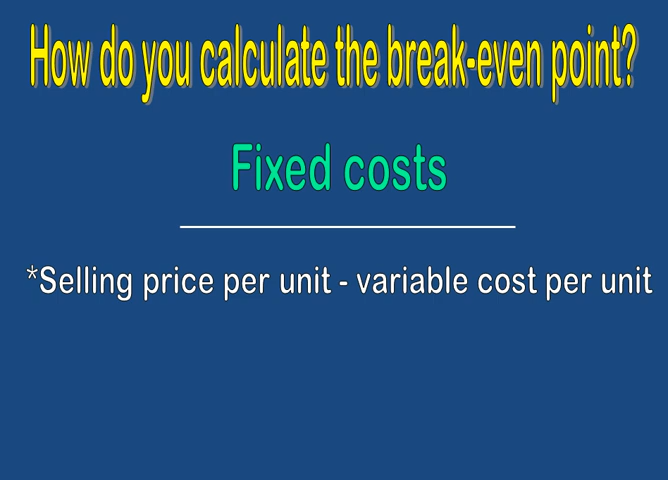 How do you calculate the break-even point?
Fixed costs
*Selling price per unit - variable cost per unit